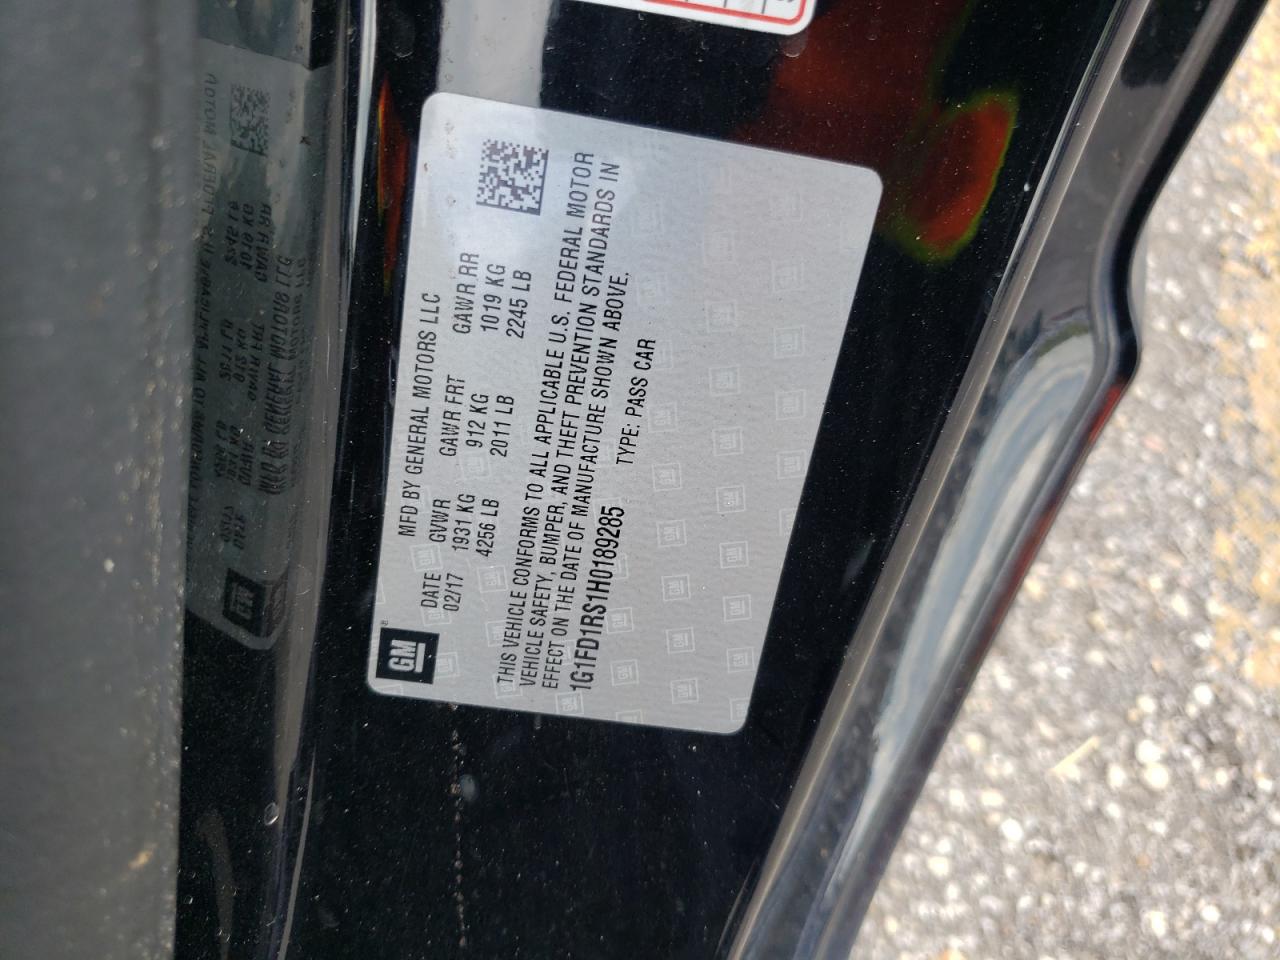 GM
MFD BY GENERAL MOTORS LLC
DATE GVWR GAWR FRT GAWR RR
02/17 1931 KG 912 KG 1019 KG
4256 LB 2011 LB 2245 LB
THIS VEHICLE CONFORMS TO ALL APPLICABLE U.S. FEDERAL MOTOR
VEHICLE SAFETY, BUMPER, AND THEFT PREVENTION STANDARDS IN
EFFECT ON THE DATE OF MANUFACTURE SHOWN ABOVE.
1G1FD1RS1H0189285 TYPE: PASS CAR